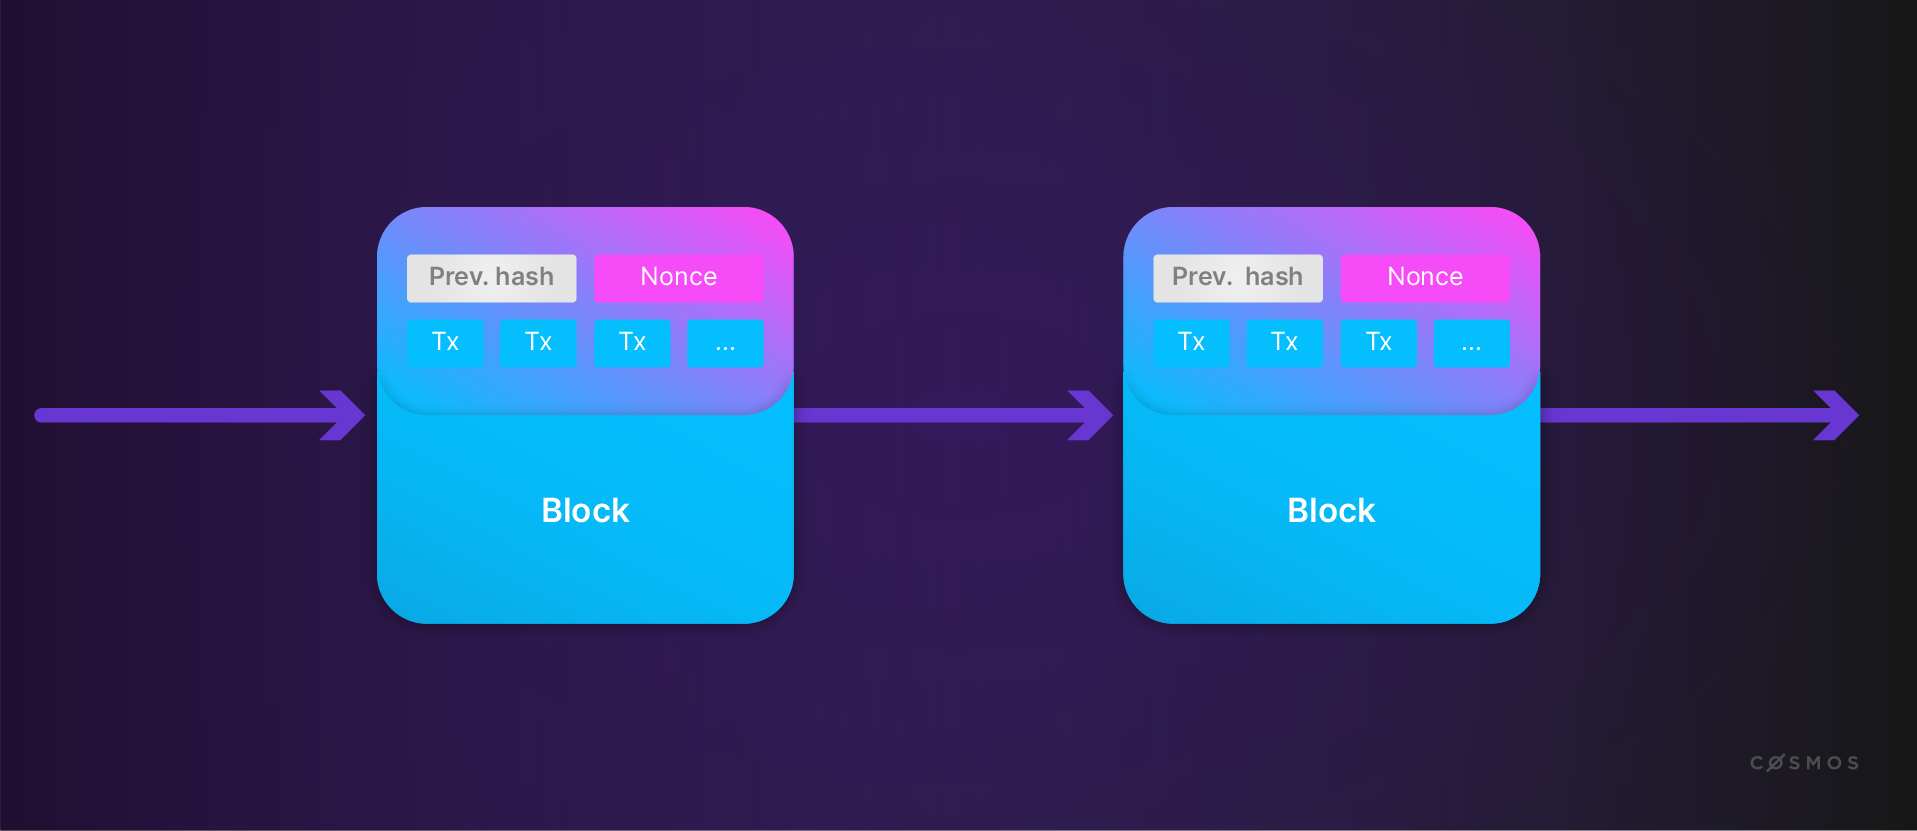 Prev. hash Nonce
Tx Tx Tx ...
Block
Prev. hash Nonce
Tx Tx Tx ...
Block
CØSMOS